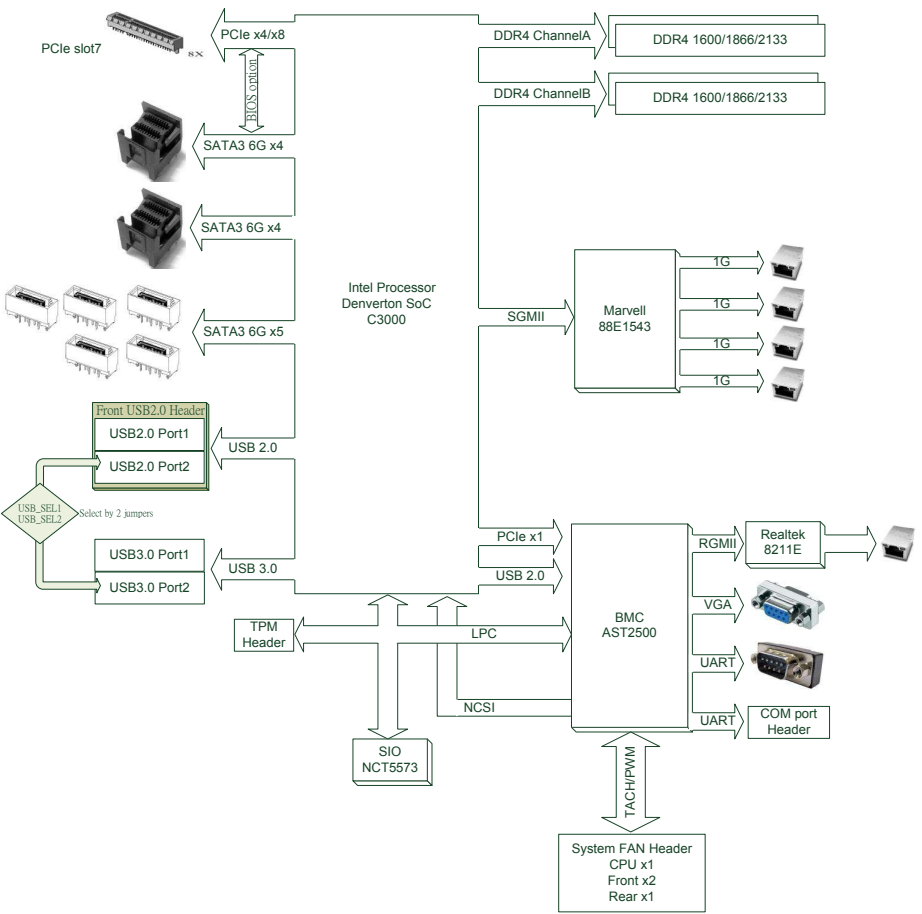 PCIe slot7
8X
PCIe x4/x8
BIOS option
SATA3 6G x4
SATA3 6G x4
SATA3 6G x5
Front USB2.0 Header
USB2.0 Port1
USB2.0 Port2
USB 2.0
USB_SEL1
USB_SEL2
Select by 2 jumpers
USB3.0 Port1
USB3.0 Port2
USB 3.0
Intel Processor
Denverton SoC
C3000
DDR4 ChannelA
DDR4 1600/1866/2133
DDR4 ChannelB
DDR4 1600/1866/2133
SGMII
Marvell
88E1543
1G
1G
1G
1G
PCIe x1
USB 2.0
BMC
AST2500
RGMII
Realtek
8211E
VGA
UART
UART
COM port
Header
TPM
Header
LPC
NCSI
SIO
NCT5573
TACH/PWM
System FAN Header
CPU x1
Front x2
Rear x1